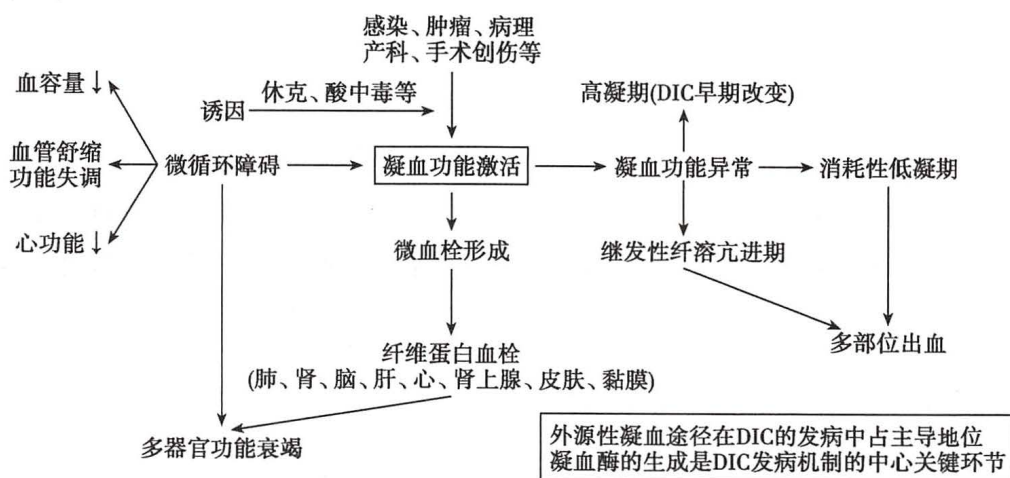 感染、肿瘤、病理
产科、手术创伤等
血容量↓
诱因
休克、酸中毒等
高凝期(DIC早期改变)
血管舒缩
功能失调
微循环障碍
凝血功能激活
凝血功能异常
消耗性低凝期
心功能↓
微血栓形成
继发性纤溶亢进期
多部位出血
纤维蛋白血栓
(肺、肾、脑、肝、心、肾上腺、皮肤、黏膜)
多器官功能衰竭
外源性凝血途径在DIC的发病中占主导地位
凝血酶的生成是DIC发病机制的中心关键环节